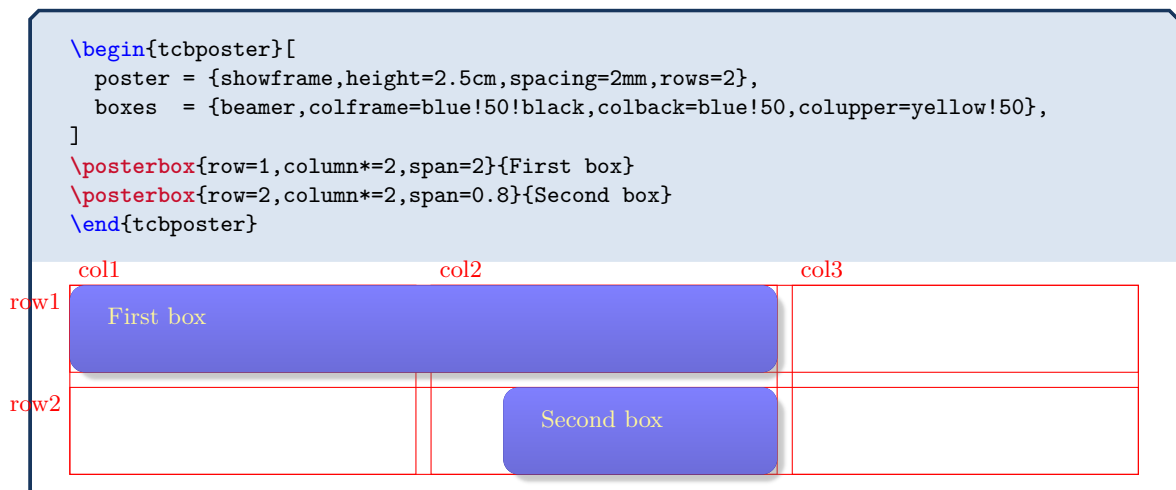 \begin{tcbposter}[
  poster = {showframe,height=2.5cm,spacing=2mm,rows=2},
  boxes  = {beamer,colframe=blue!50!black,colback=blue!50,colupper=yellow!50},
]
\posterbox{row=1,column*=2,span=2}{First box}
\posterbox{row=2,column*=2,span=0.8}{Second box}
\end{tcbposter}
col1 col2 col3
row1
First box
row2
Second box